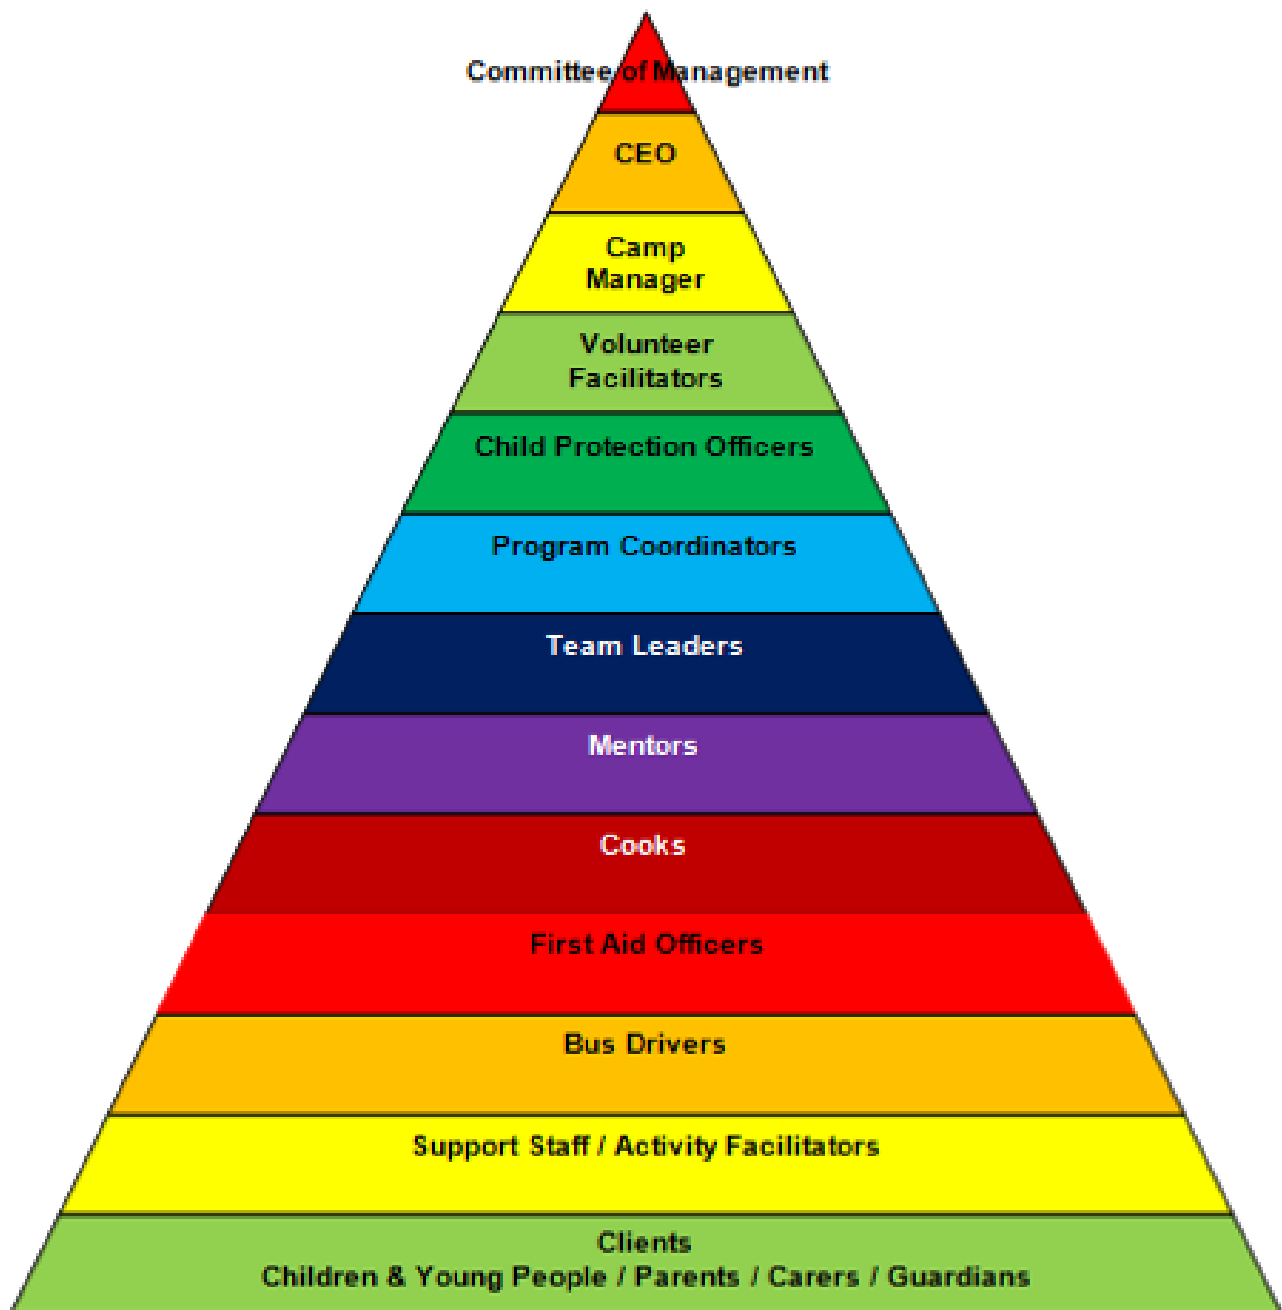 Committee of Management
CEO
Camp
Manager
Volunteer
Facilitators
Child Protection Officers
Program Coordinators
Team Leaders
Mentors
Cooks
First Aid Officers
Bus Drivers
Support Staff / Activity Facilitators
Clients
Children & Young People / Parents / Carers / Guardians